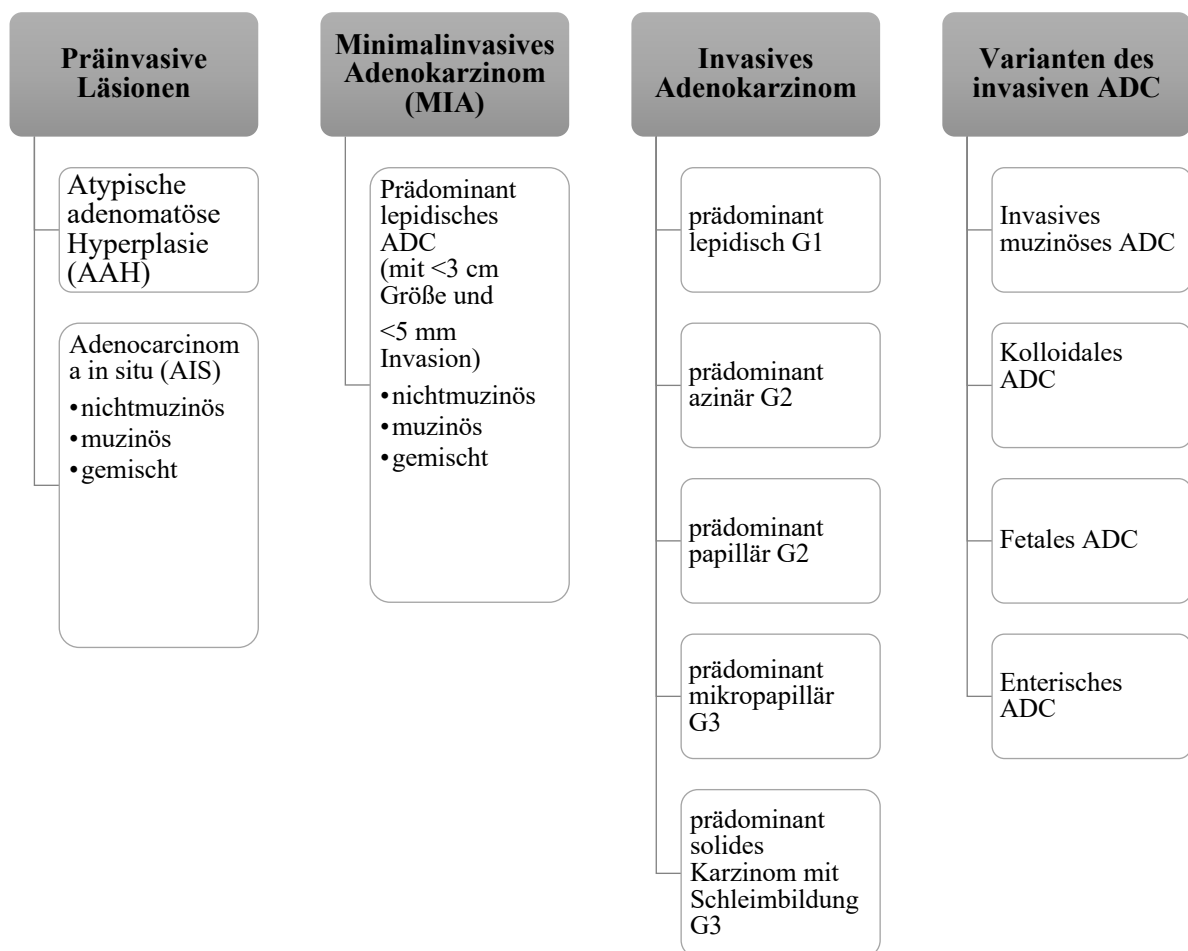 Präinvasive
Läsionen
Atypische
adenomatöse
Hyperplasie
(AAH)
Adenocarcinom
a in situ (AIS)
•nichtmuzinös
•muzinös
•gemischt
Minimalinvasives
Adenokarzinom
(MIA)
Prädominant
lepidisches
ADC
(mit <3 cm
Größe und
<5 mm
Invasion)
•nichtmuzinös
•muzinös
•gemischt
Invasives
Adenokarzinom
prädominant
lepidisch G1
prädominant
azinär G2
prädominant
papillär G2
prädominant
mikropapillär
G3
prädominant
solides
Karzinom mit
Schleimbildung
G3
Varianten des
invasiven ADC
Invasives
muzinöses ADC
Kolloidales
ADC
Fetales ADC
Enterisches
ADC